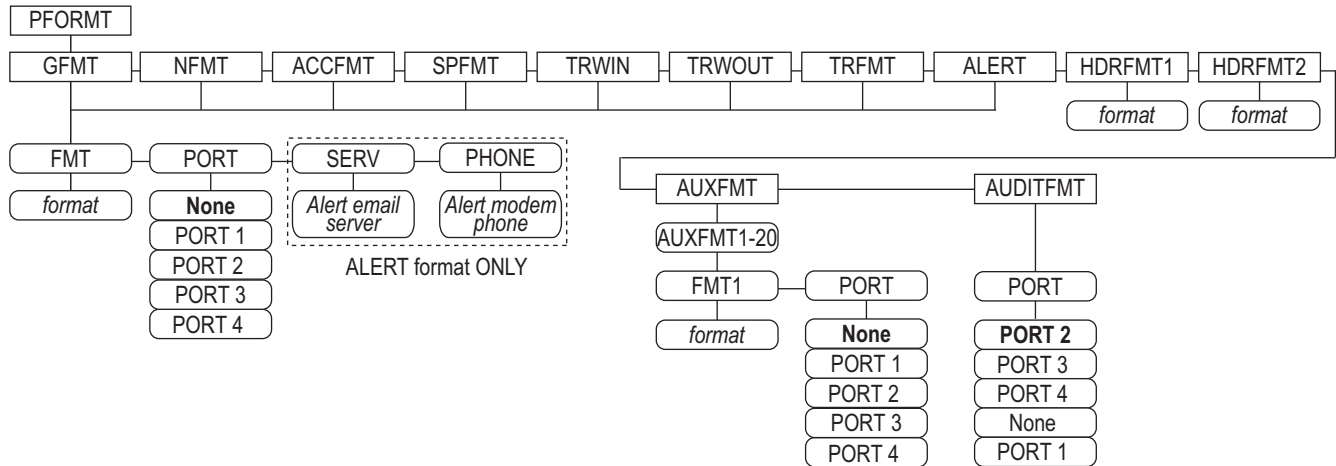 PFORMT
GFMT
NFMT
ACCFMT
SPFMT
TRWIN
TRWOUT
TRFMT
ALERT
HDRFMT1
HDRFMT2
format
format
FMT
PORT
SERV
PHONE
format
None
PORT 1
PORT 2
PORT 3
PORT 4
Alert email
server
Alert modem
phone
ALERT format ONLY
AUXFMT
AUDITFMT
AUXFMT1-20
FMT1
PORT
PORT
format
None
PORT 1
PORT 2
PORT 3
PORT 4
PORT 2
PORT 3
PORT 4
None
PORT 1